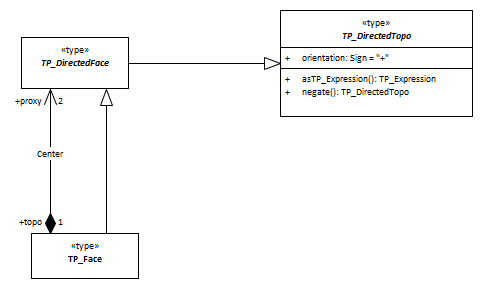 «type»
TP_DirectedTopo
+ orientation: Sign = "+"
+ asTP_Expression(): TP_Expression
+ negate(): TP_DirectedTopo
«type»
TP_DirectedFace
+proxy 2
Center
+topo 1
«type»
TP_Face